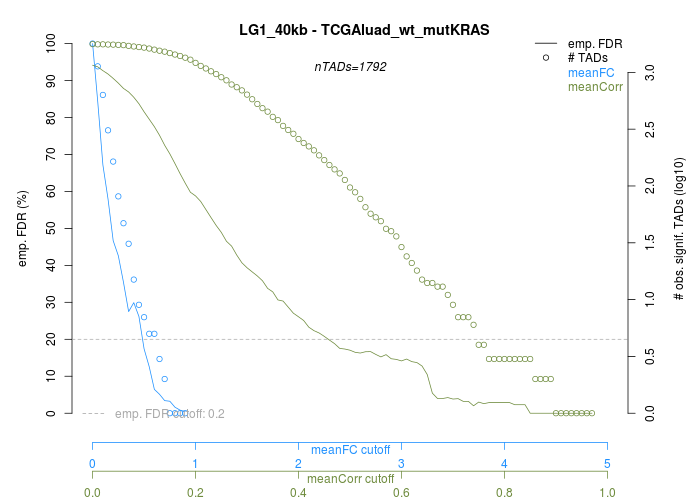 LG1_40kb - TCGAluad_wt_mutKRAS
nTADs=1792
emp. FDR
# TADs
meanFC
meanCorr
emp. FDR (%)
0 10 20 30 40 50 60 70 80 90 100
# obs. signif. TADs (log10)
0.0 0.5 1.0 1.5 2.0 2.5 3.0
emp. FDR cutoff: 0.2
meanFC cutoff
0 1 2 3 4 5
meanCorr cutoff
0.0 0.2 0.4 0.6 0.8 1.0